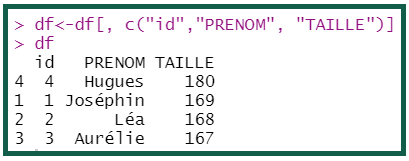 > df<-df[, c("id","PRENOM", "TAILLE")]
> df
  id   PRENOM TAILLE
4  4   Hugues    180
1  1 Joséphin    169
2  2      Léa    168
3  3  Aurélie    167